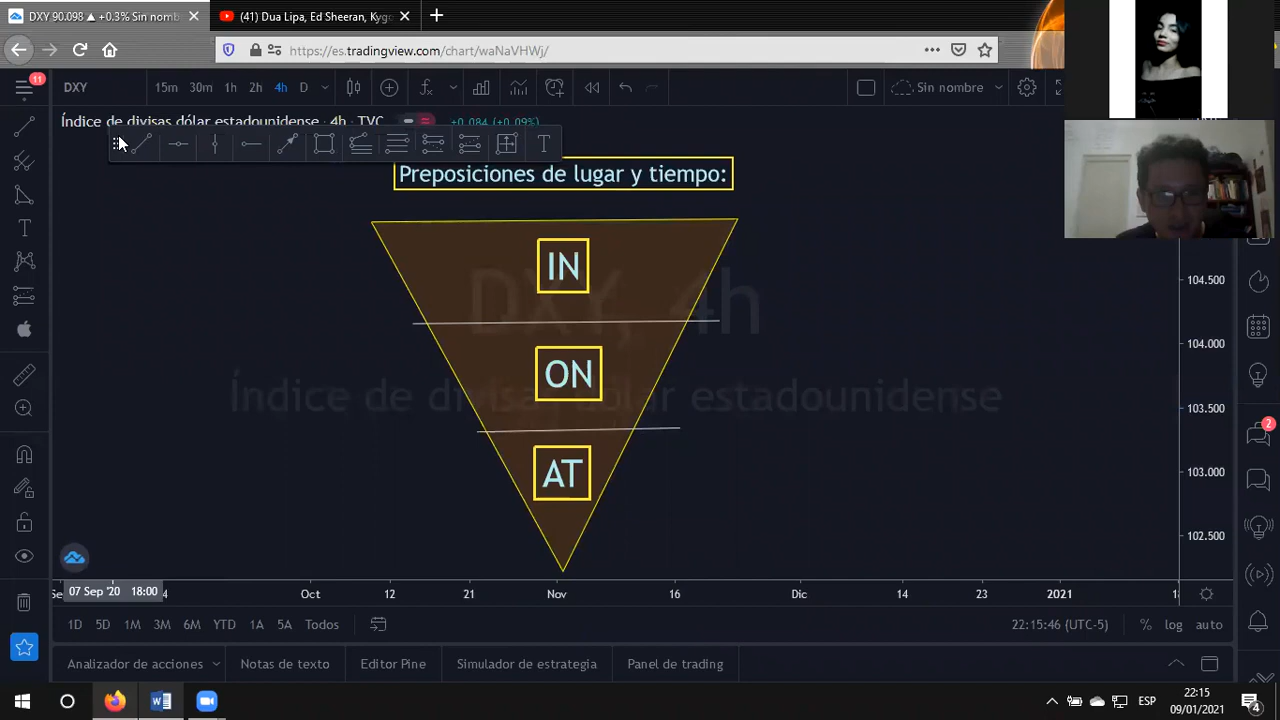 DXY 90.098 ▲ +0.3% Sin nomb
(41) Dua Lipa, Ed Sheeran, Kygo
https://es.tradingview.com/chart/waNaVHWj/
11
DXY
15m 30m 1h 2h 4h D
Sin nombre
Índice de divisas dólar estadounidense · 4h · TVC
+0.084 (+0.09%)
Preposiciones de lugar y tiempo:
IN
ON
AT
DXY, 4h
Índice de divisas dólar estadounidense
104.500
104.000
103.500
103.000
102.500
2
07 Sep '20 18:00
Oct 12 21 Nov 16 Dic 14 23 2021
1D 5D 1M 3M 6M YTD 1A 5A Todos
22:15:46 (UTC-5) % log auto
Analizador de acciones Notas de texto Editor Pine Simulador de estrategia Panel de trading
ESP
22:15
09/01/2021
4